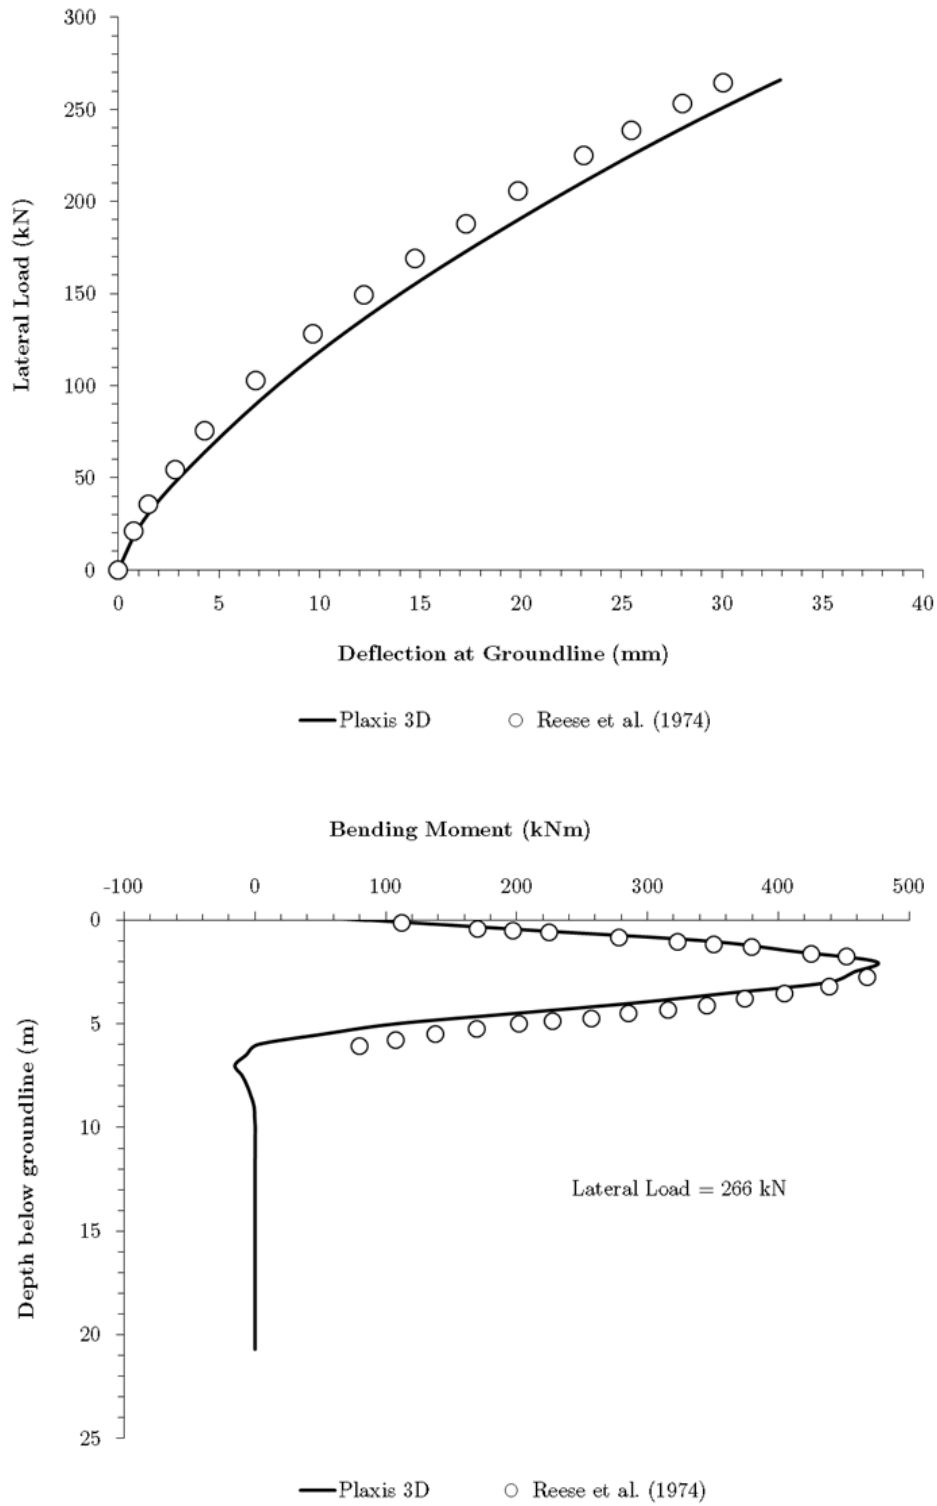 300
250
200
150
100
50
0
Lateral Load (kN)
0 5 10 15 20 25 30 35 40
Deflection at Groundline (mm)
Plaxis 3D Reese et al. (1974)
Bending Moment (kNm)
-100 0 100 200 300 400 500
0
5
10
15
20
25
Depth below groundline (m)
Lateral Load = 266 kN
Plaxis 3D Reese et al. (1974)